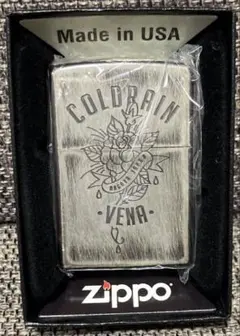 Made in USA
COLDRAIN
·VENA·
zippo